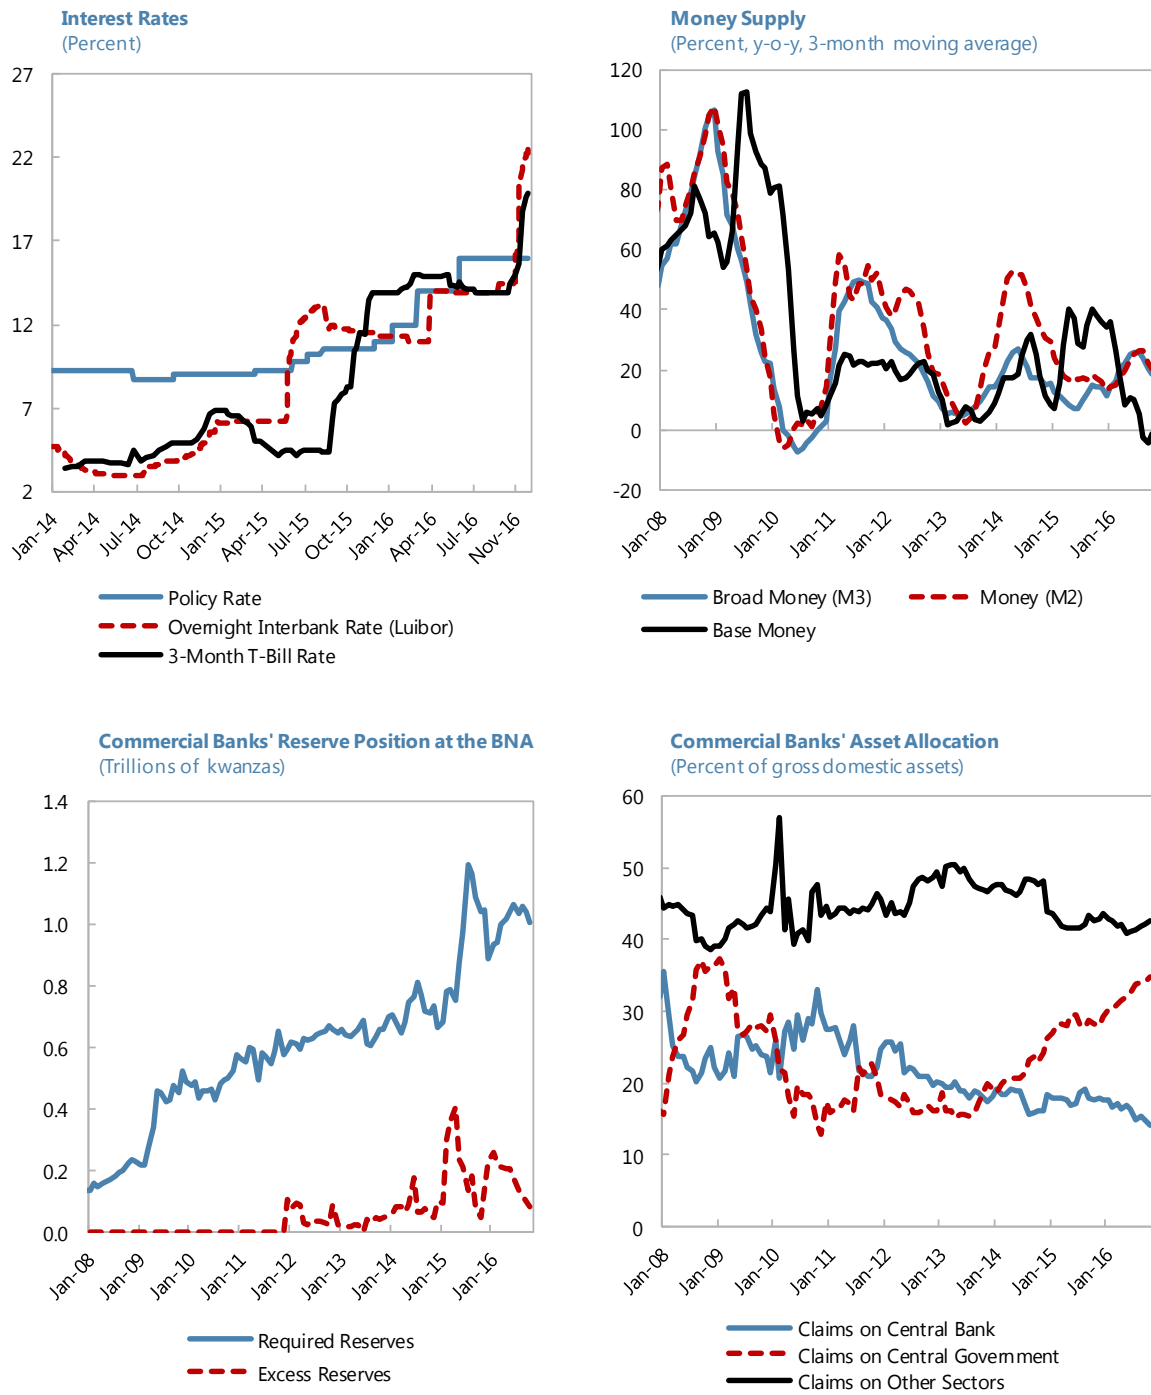 Interest Rates
(Percent)
27
22
17
12
7
2
Jan-14
Apr-14
Jul-14
Oct-14
Jan-15
Apr-15
Jul-15
Oct-15
Jan-16
Apr-16
Jul-16
Nov-16
Policy Rate
Overnight Interbank Rate (Luibor)
3-Month T-Bill Rate
Money Supply
(Percent, y-o-y, 3-month moving average)
120
100
80
60
40
20
0
-20
Jan-08
Jan-09
Jan-10
Jan-11
Jan-12
Jan-13
Jan-14
Jan-15
Jan-16
Broad Money (M3)
Money (M2)
Base Money
Commercial Banks' Reserve Position at the BNA
(Trillions of kwanzas)
1.4
1.2
1.0
0.8
0.6
0.4
0.2
0.0
Jan-08
Jan-09
Jan-10
Jan-11
Jan-12
Jan-13
Jan-14
Jan-15
Jan-16
Required Reserves
Excess Reserves
Commercial Banks' Asset Allocation
(Percent of gross domestic assets)
60
50
40
30
20
10
0
Jan-08
Jan-09
Jan-10
Jan-11
Jan-12
Jan-13
Jan-14
Jan-15
Jan-16
Claims on Central Bank
Claims on Central Government
Claims on Other Sectors